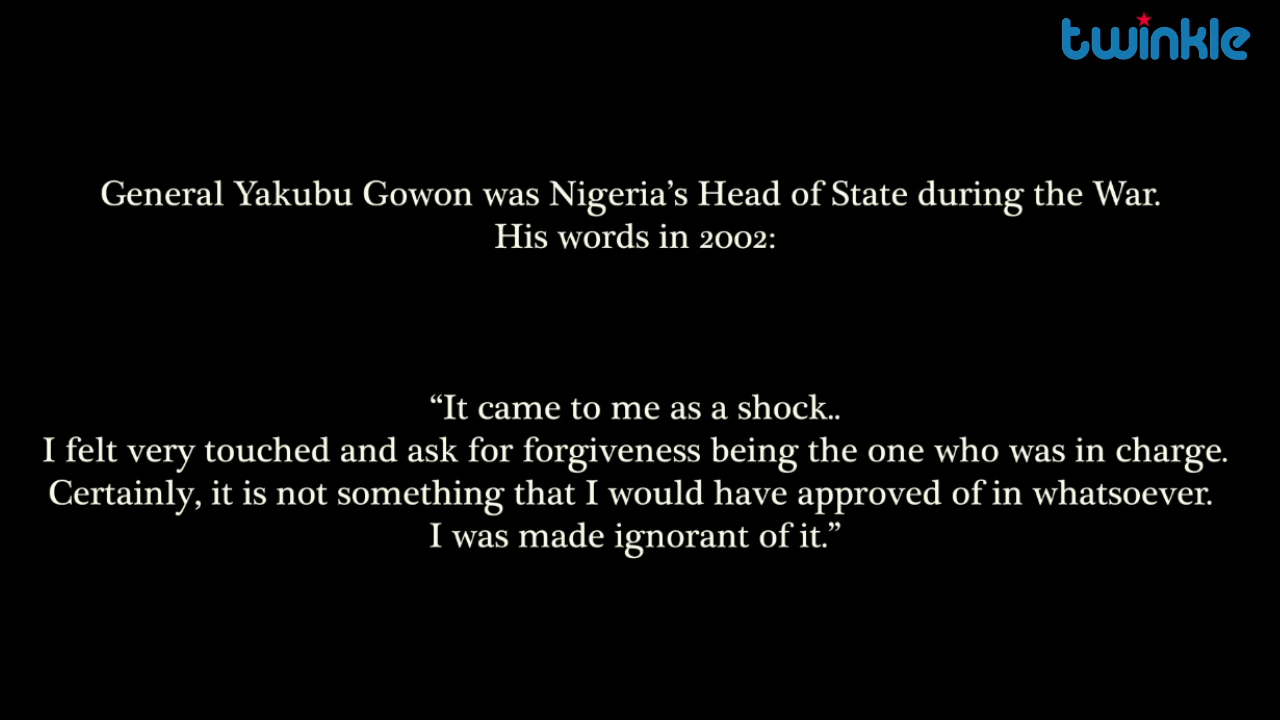 twinkle
General Yakubu Gowon was Nigeria’s Head of State during the War.
His words in 2002:
“It came to me as a shock..
I felt very touched and ask for forgiveness being the one who was in charge.
Certainly, it is not something that I would have approved of in whatsoever.
I was made ignorant of it.”